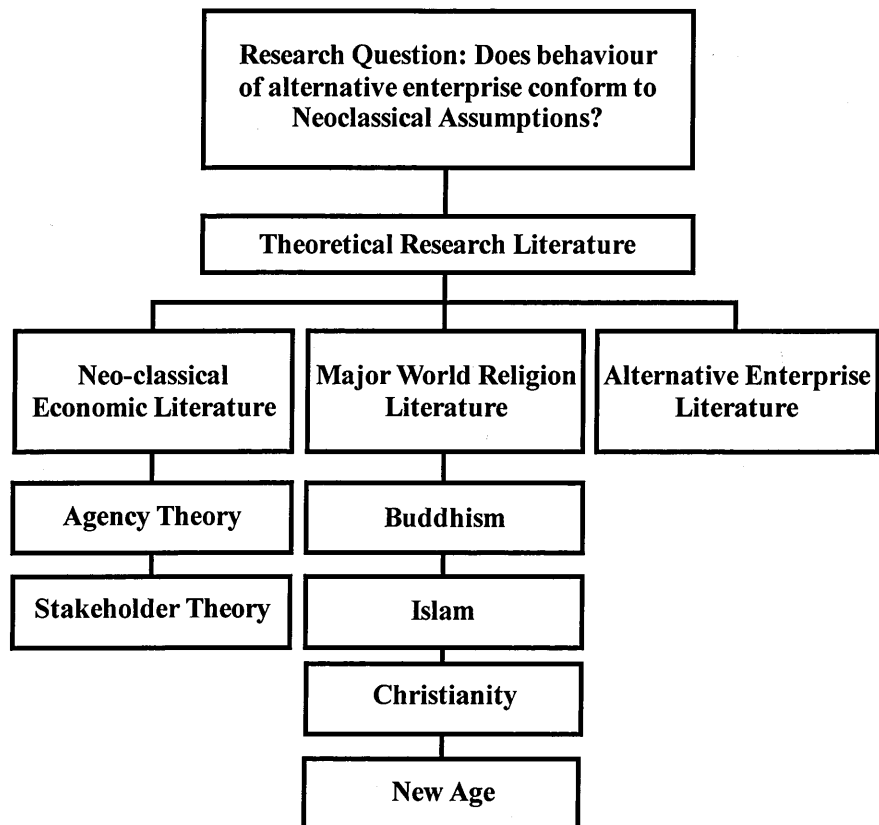 Research Question: Does behaviour
of alternative enterprise conform to
Neoclassical Assumptions?
Theoretical Research Literature
Neo-classical
Economic Literature
Major World Religion
Literature
Alternative Enterprise
Literature
Agency Theory
Buddhism
Stakeholder Theory
Islam
Christianity
New Age